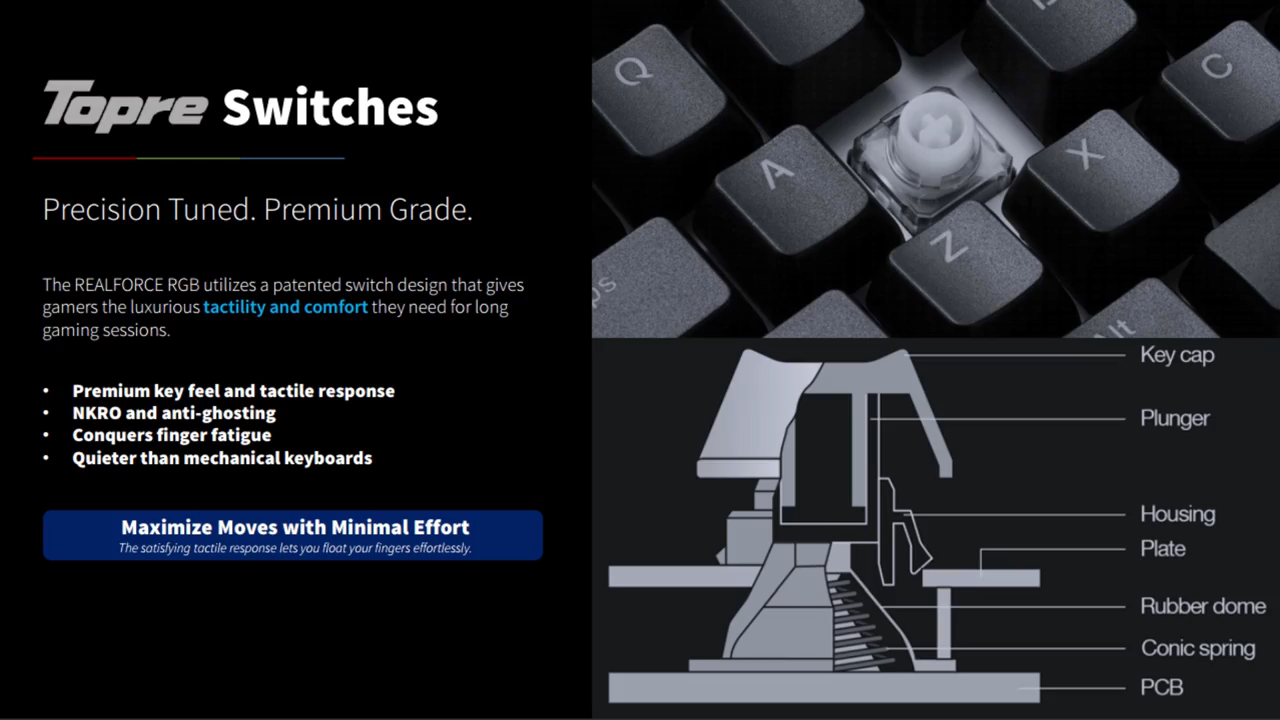 Topre Switches
Precision Tuned. Premium Grade.
The REALFORCE RGB utilizes a patented switch design that gives
gamers the luxurious tactility and comfort they need for long
gaming sessions.
• Premium key feel and tactile response
• NKRO and anti-ghosting
• Conquers finger fatigue
• Quieter than mechanical keyboards
Maximize Moves with Minimal Effort
The satisfying tactile response lets you float your fingers effortlessly.
Q
C
A
X
Z
Alt
Key cap
Plunger
Housing
Plate
Rubber dome
Conic spring
PCB